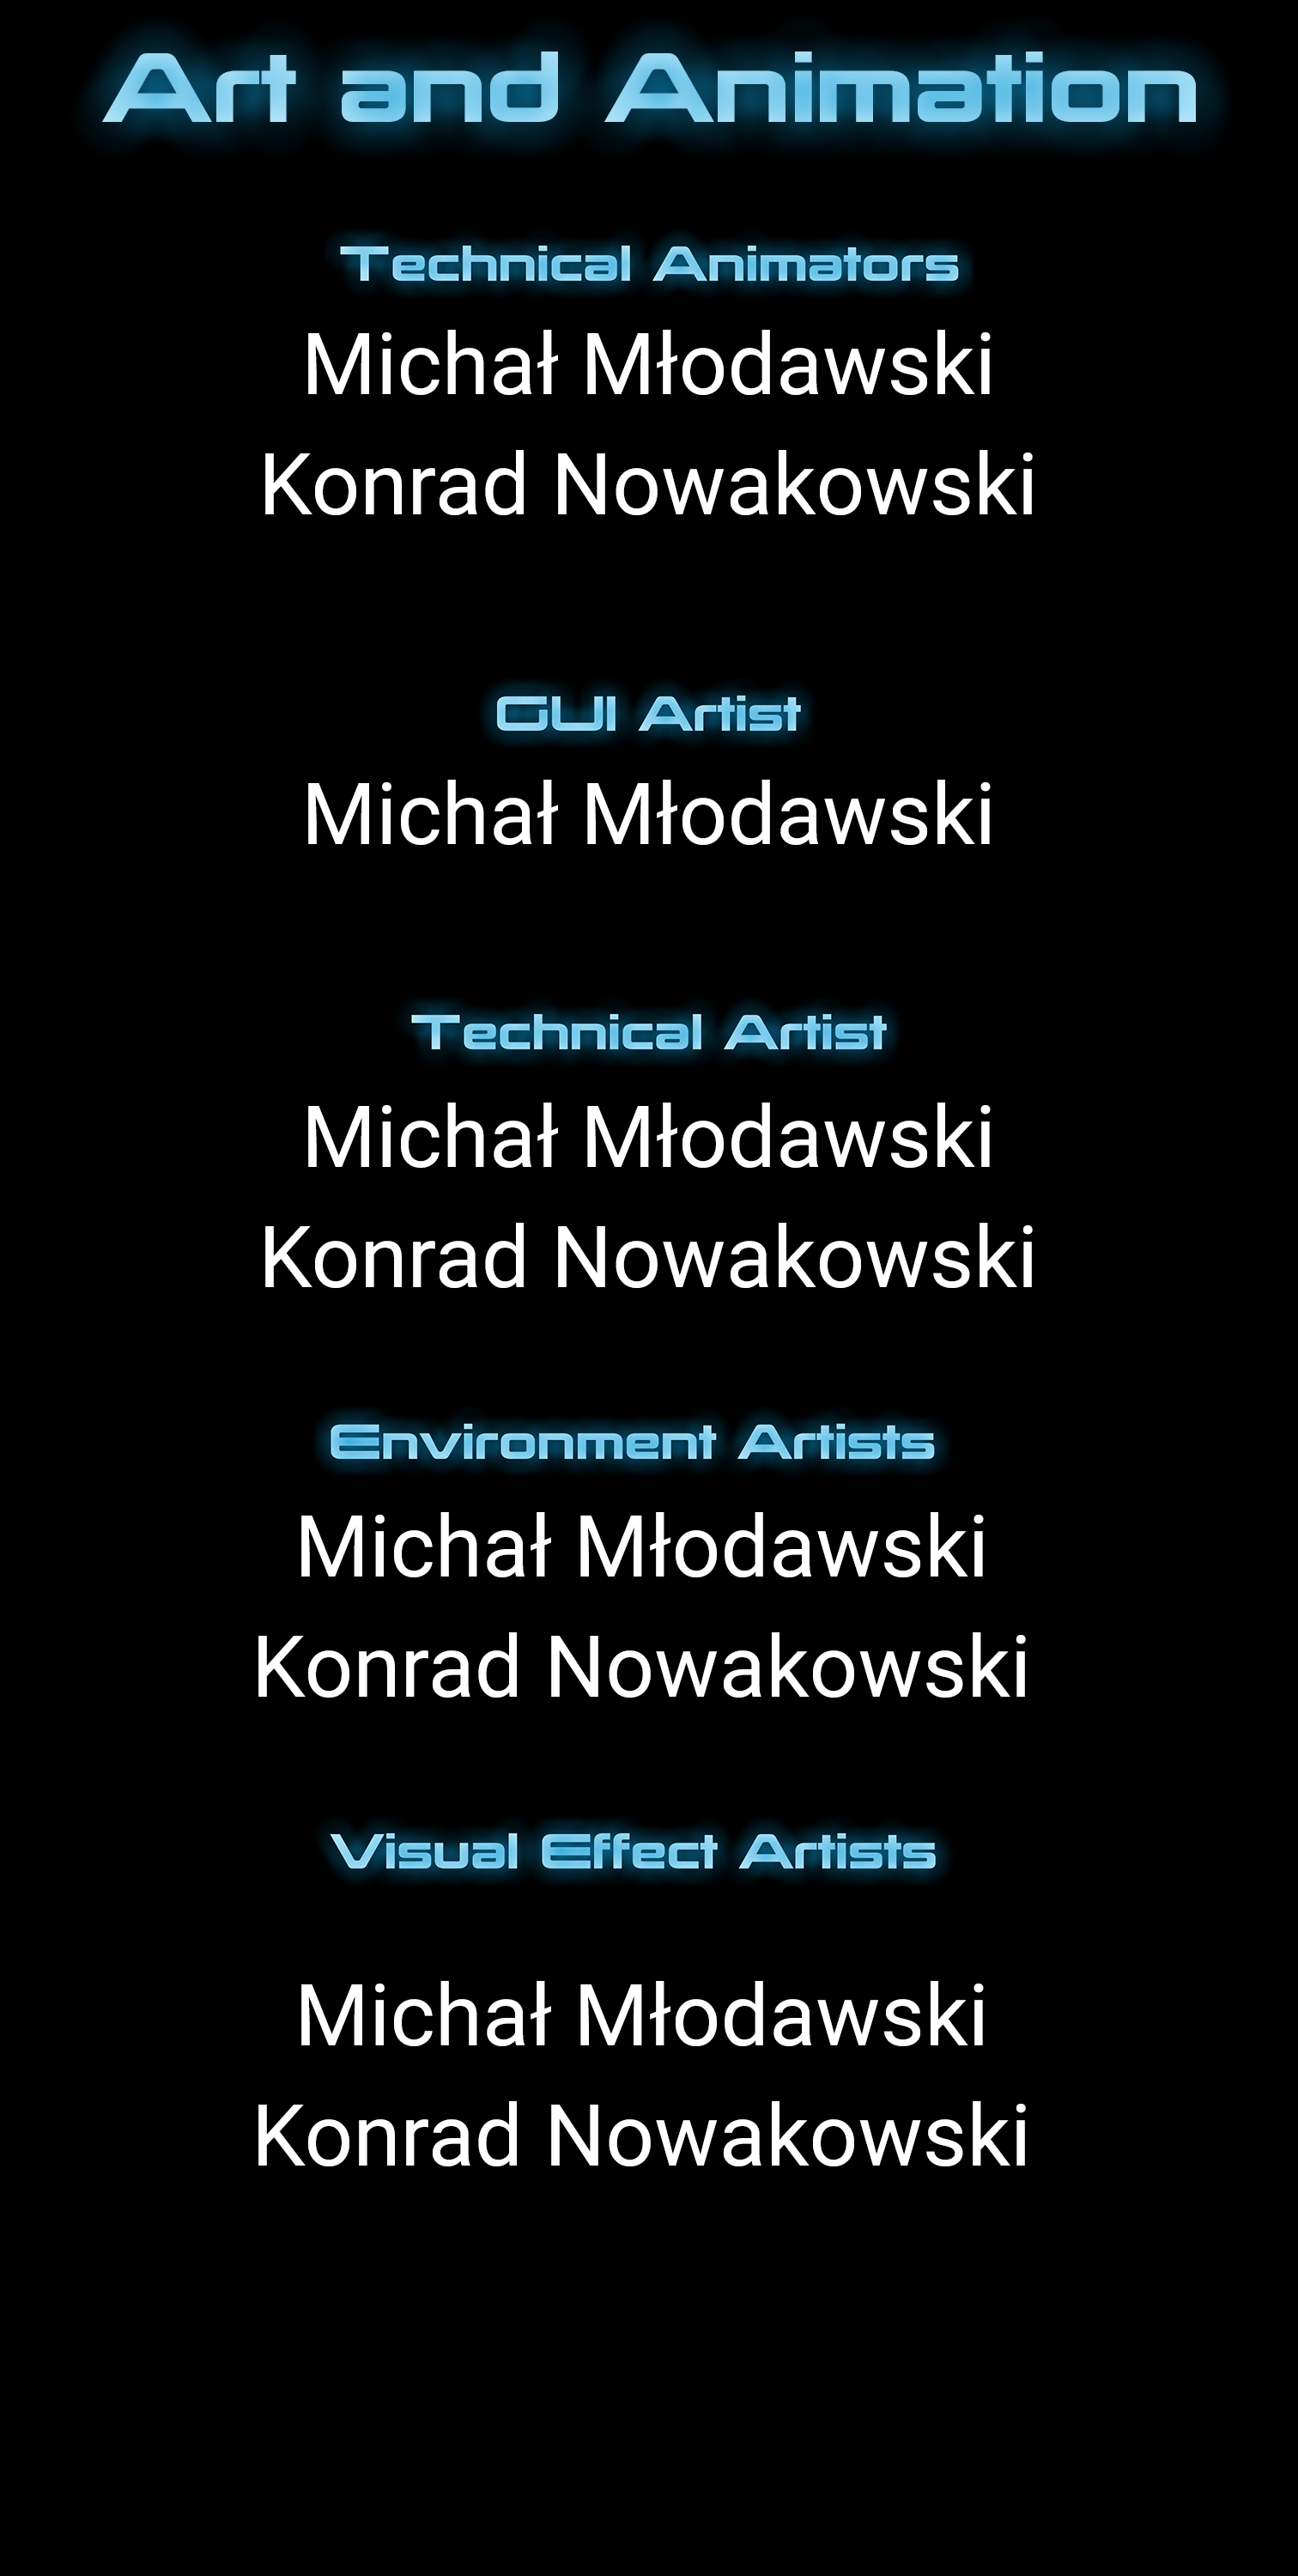 Art and Animation
Technical Animators
Michał Młodawski
Konrad Nowakowski
GUI Artist
Michał Młodawski
Technical Artist
Michał Młodawski
Konrad Nowakowski
Environment Artists
Michał Młodawski
Konrad Nowakowski
Visual Effect Artists
Michał Młodawski
Konrad Nowakowski